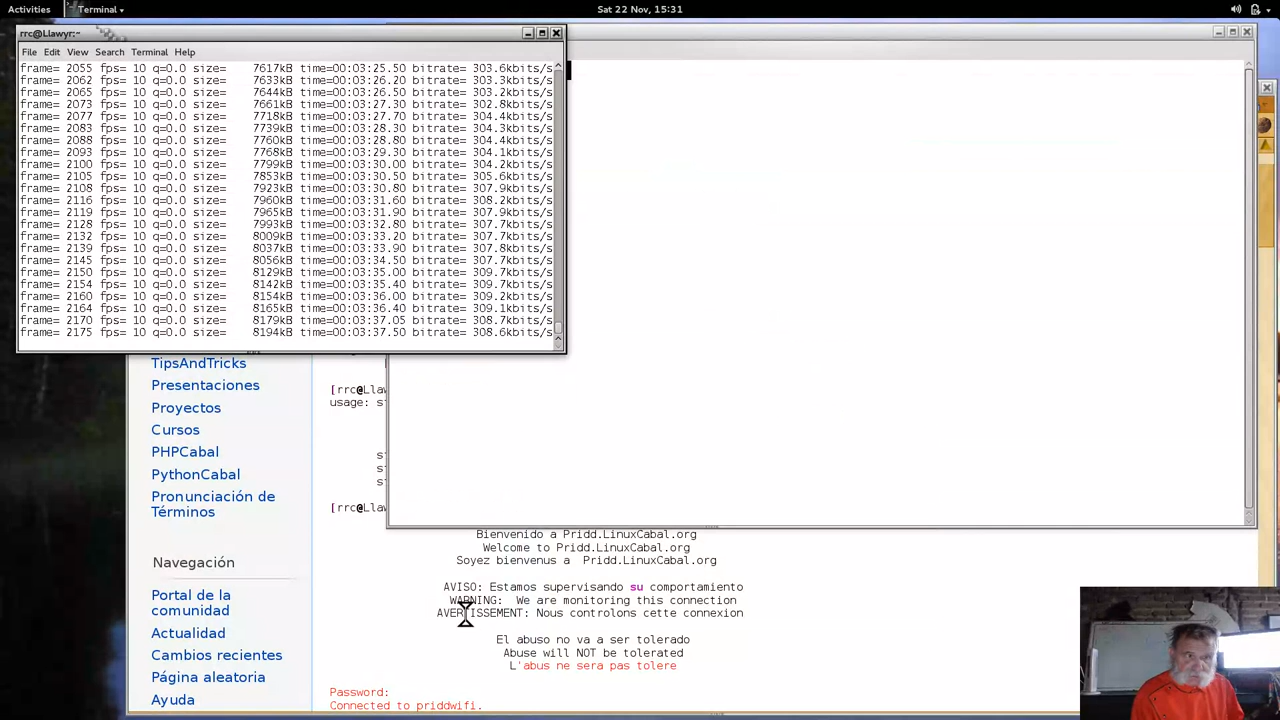 Activities Terminal Sat 22 Nov, 15:31
rrc@Llawyr:~
File Edit View Search Terminal Help
frame= 2055 fps= 10 q=0.0 size= 7617kB time=00:03:25.50 bitrate= 303.6kbits/s
frame= 2062 fps= 10 q=0.0 size= 7633kB time=00:03:26.20 bitrate= 303.3kbits/s
frame= 2065 fps= 10 q=0.0 size= 7644kB time=00:03:26.50 bitrate= 303.2kbits/s
frame= 2073 fps= 10 q=0.0 size= 7661kB time=00:03:27.30 bitrate= 302.8kbits/s
frame= 2077 fps= 10 q=0.0 size= 7718kB time=00:03:27.70 bitrate= 304.4kbits/s
frame= 2083 fps= 10 q=0.0 size= 7739kB time=00:03:28.30 bitrate= 304.3kbits/s
frame= 2088 fps= 10 q=0.0 size= 7760kB time=00:03:28.80 bitrate= 304.4kbits/s
frame= 2093 fps= 10 q=0.0 size= 7768kB time=00:03:29.30 bitrate= 304.1kbits/s
frame= 2100 fps= 10 q=0.0 size= 7799kB time=00:03:30.00 bitrate= 304.2kbits/s
frame= 2105 fps= 10 q=0.0 size= 7853kB time=00:03:30.50 bitrate= 305.6kbits/s
frame= 2108 fps= 10 q=0.0 size= 7923kB time=00:03:30.80 bitrate= 307.9kbits/s
frame= 2116 fps= 10 q=0.0 size= 7960kB time=00:03:31.60 bitrate= 308.2kbits/s
frame= 2119 fps= 10 q=0.0 size= 7965kB time=00:03:31.90 bitrate= 307.9kbits/s
frame= 2128 fps= 10 q=0.0 size= 7993kB time=00:03:32.80 bitrate= 307.7kbits/s
frame= 2132 fps= 10 q=0.0 size= 8009kB time=00:03:33.20 bitrate= 307.7kbits/s
frame= 2139 fps= 10 q=0.0 size= 8037kB time=00:03:33.90 bitrate= 307.8kbits/s
frame= 2145 fps= 10 q=0.0 size= 8056kB time=00:03:34.50 bitrate= 307.7kbits/s
frame= 2150 fps= 10 q=0.0 size= 8129kB time=00:03:35.00 bitrate= 309.7kbits/s
frame= 2154 fps= 10 q=0.0 size= 8142kB time=00:03:35.40 bitrate= 309.7kbits/s
frame= 2160 fps= 10 q=0.0 size= 8154kB time=00:03:36.00 bitrate= 309.2kbits/s
frame= 2164 fps= 10 q=0.0 size= 8165kB time=00:03:36.40 bitrate= 309.1kbits/s
frame= 2170 fps= 10 q=0.0 size= 8179kB time=00:03:37.05 bitrate= 308.7kbits/s
frame= 2175 fps= 10 q=0.0 size= 8194kB time=00:03:37.50 bitrate= 308.6kbits/s
TipsAndTricks
Presentaciones
Proyectos
Cursos
PHPCabal
PythonCabal
Pronunciación de
Términos
Navegación
Portal de la
comunidad
Actualidad
Cambios recientes
Página aleatoria
Ayuda
[rrc@Llaw
usage: s
s
s
s
[rrc@Llaw
Bienvenido a Pridd.LinuxCabal.org
Welcome to Pridd.LinuxCabal.org
Soyez bienvenus a Pridd.LinuxCabal.org
AVISO: Estamos supervisando su comportamiento
WARNING: We are monitoring this connection
AVERTISSEMENT: Nous controlons cette connexion
El abuso no va a ser tolerado
Abuse will NOT be tolerated
L'abus ne sera pas tolere
Password:
Connected to priddwifi.